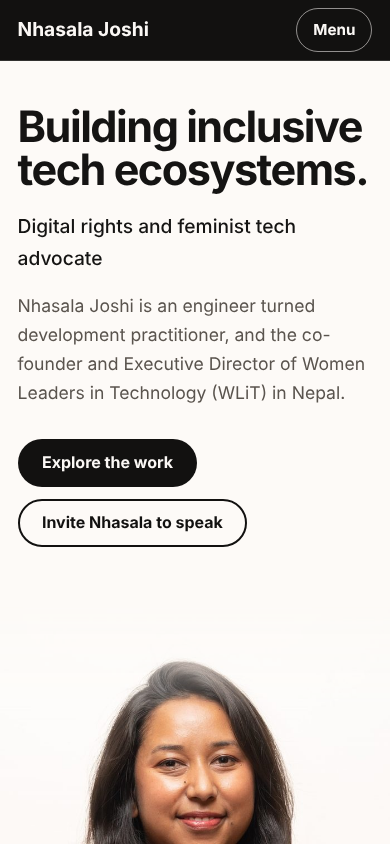 Nhasala Joshi
Menu
Building inclusive
tech ecosystems.
Digital rights and feminist tech
advocate
Nhasala Joshi is an engineer turned
development practitioner, and the co-
founder and Executive Director of Women
Leaders in Technology (WLiT) in Nepal.
Explore the work
Invite Nhasala to speak